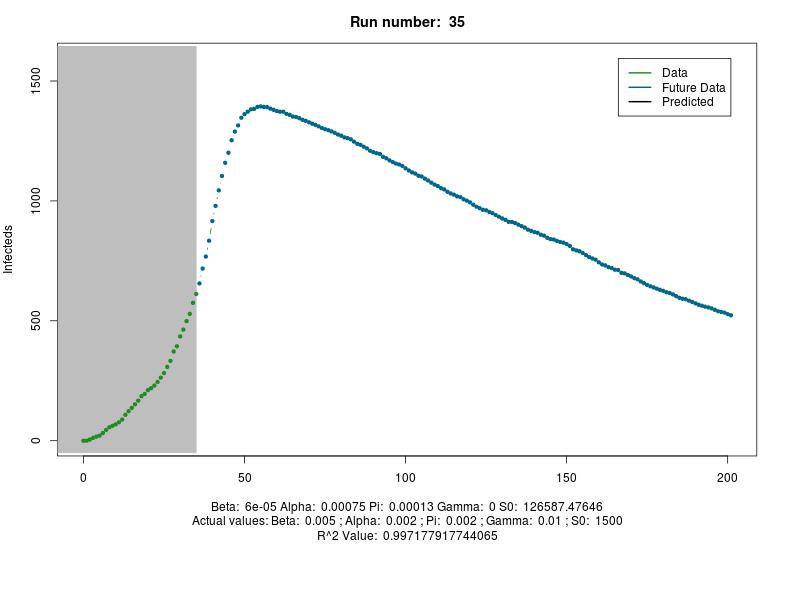 Run number:  35
Data
Future Data
Predicted
Infecteds
0
500
1000
1500
0
50
100
150
200
Beta:  6e-05 Alpha:  0.00075 Pi:  0.00013 Gamma:  0 S0:  126587.47646
Actual values: Beta:  0.005 ; Alpha:  0.002 ; Pi:  0.002 ; Gamma:  0.01 ; S0:  1500
R^2 Value:  0.997177917744065